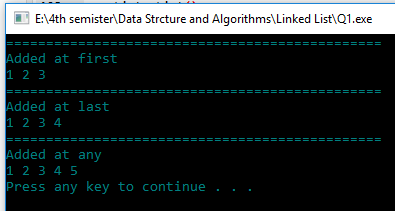 E:\4th semister\Data Strcture and Algorithms\Linked List\Q1.exe
===============================================
Added at first
1 2 3
===============================================
Added at last
1 2 3 4
===============================================
Added at any
1 2 3 4 5
Press any key to continue . . .